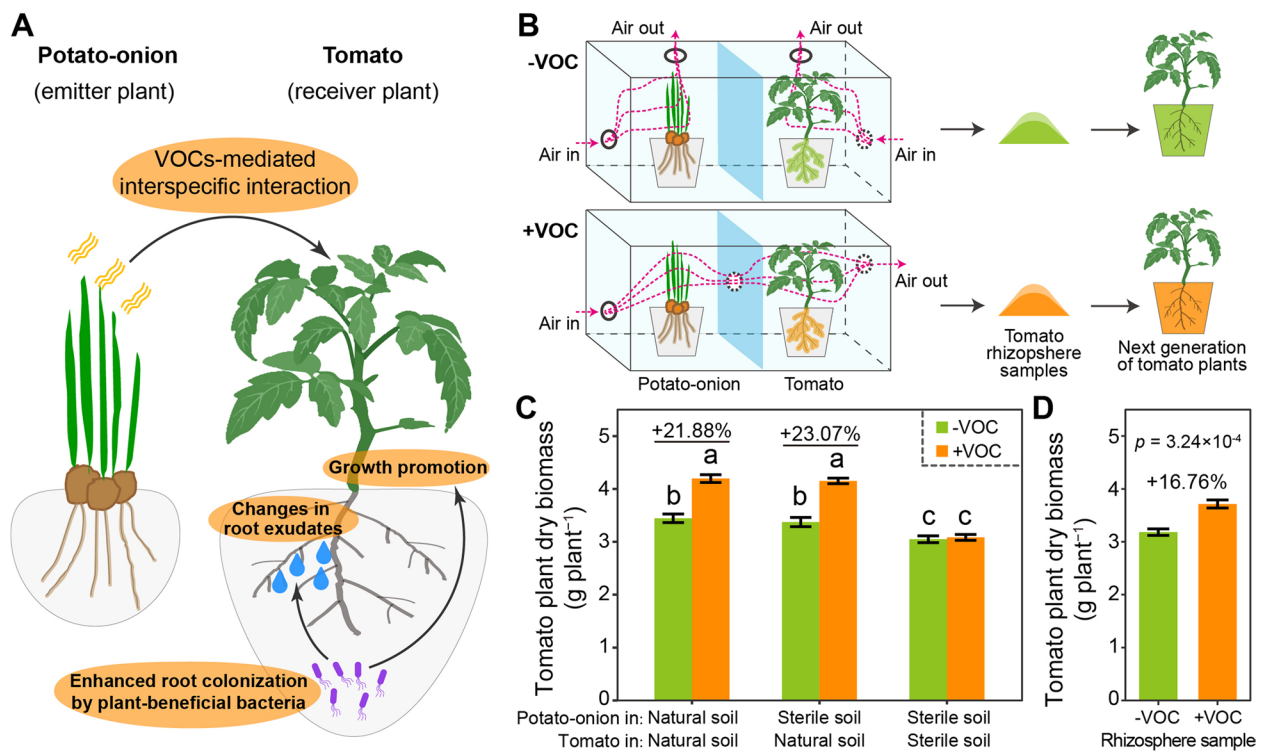 A
Potato-onion
(emitter plant)
Tomato
(receiver plant)
VOCs-mediated
interspecific interaction
Growth promotion
Changes in
root exudates
Enhanced root colonization
by plant-beneficial bacteria
B
-VOC
Air out
Air out
Air in
Air in
+VOC
Air in
Air out
Potato-onion
Tomato
Tomato
rhizopshere
samples
Next generation
of tomato plants
C
Tomato plant dry biomass
(g plant⁻¹)
5
4
3
2
1
0
+21.88%
+23.07%
-VOC
+VOC
b
a
b
a
c
c
Potato-onion in: Natural soil Sterile soil Sterile soil
Tomato in: Natural soil Natural soil Sterile soil
D
Tomato plant dry biomass
(g plant⁻¹)
5
4
3
2
1
0
p = 3.24×10⁻⁴
+16.76%
-VOC +VOC
Rhizosphere sample